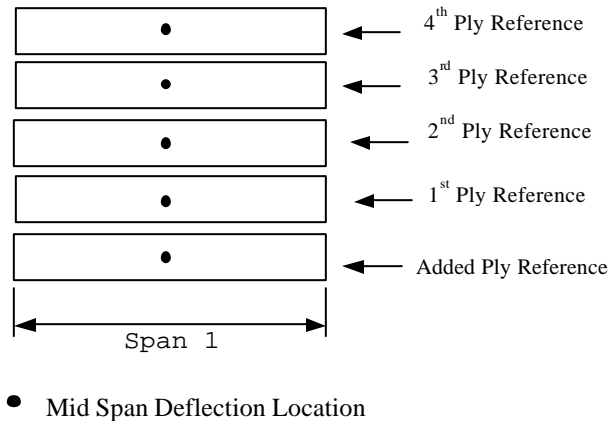 4th Ply Reference
3rd Ply Reference
2nd Ply Reference
1st Ply Reference
Added Ply Reference
Span 1
Mid Span Deflection Location